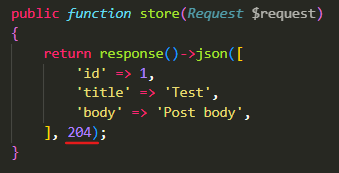 public function store(Request $request)
{
return response()->json([
'id' => 1,
'title' => 'Test',
'body' => 'Post body',
], 204);
}